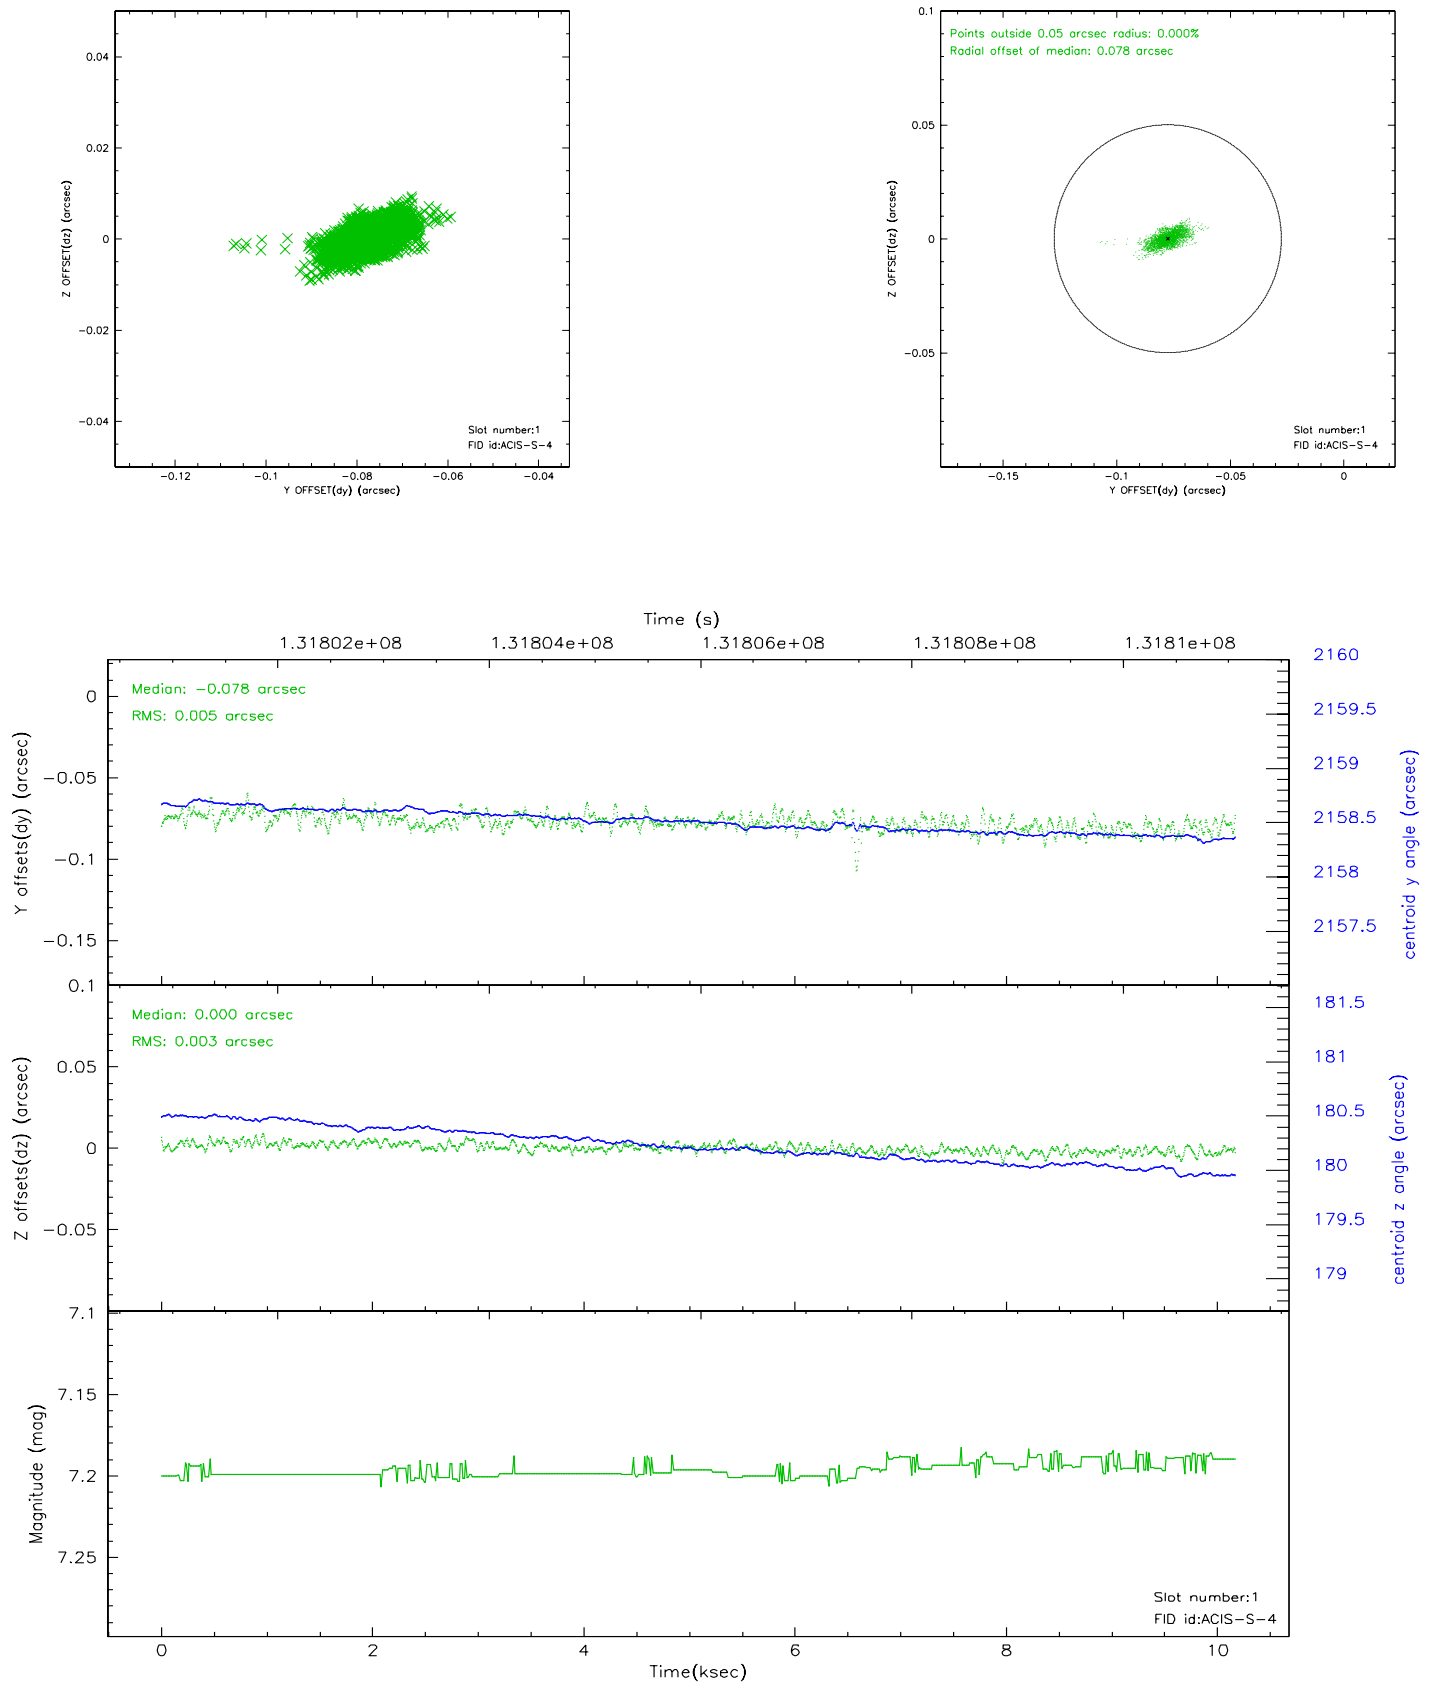 0.04
0.02
0
−0.02
−0.04
Z OFFSET(dz) (arcsec)
Slot number:1
FID id:ACIS−S−4
−0.12
−0.1
−0.08
−0.06
−0.04
Y OFFSET(dy) (arcsec)
0.1
0.05
0
−0.05
Z OFFSET(dz) (arcsec)
Points outside 0.05 arcsec radius: 0.000%
Radial offset of median: 0.078 arcsec
Slot number:1
FID id:ACIS−S−4
−0.15
−0.1
−0.05
0
Y OFFSET(dy) (arcsec)
Time (s)
1.31802e+08
1.31804e+08
1.31806e+08
1.31808e+08
1.3181e+08
Median: −0.078 arcsec
RMS: 0.005 arcsec
0
−0.05
−0.1
−0.15
Y offsets(dy) (arcsec)
2160
2159.5
2159
2158.5
2158
2157.5
centroid y angle (arcsec)
Median: 0.000 arcsec
RMS: 0.003 arcsec
0.1
0.05
0
−0.05
Z offsets(dz) (arcsec)
181.5
181
180.5
180
179.5
179
centroid z angle (arcsec)
7.1
7.15
7.2
7.25
Magnitude (mag)
Slot number:1
FID id:ACIS−S−4
0
2
4
6
8
10
Time(ksec)